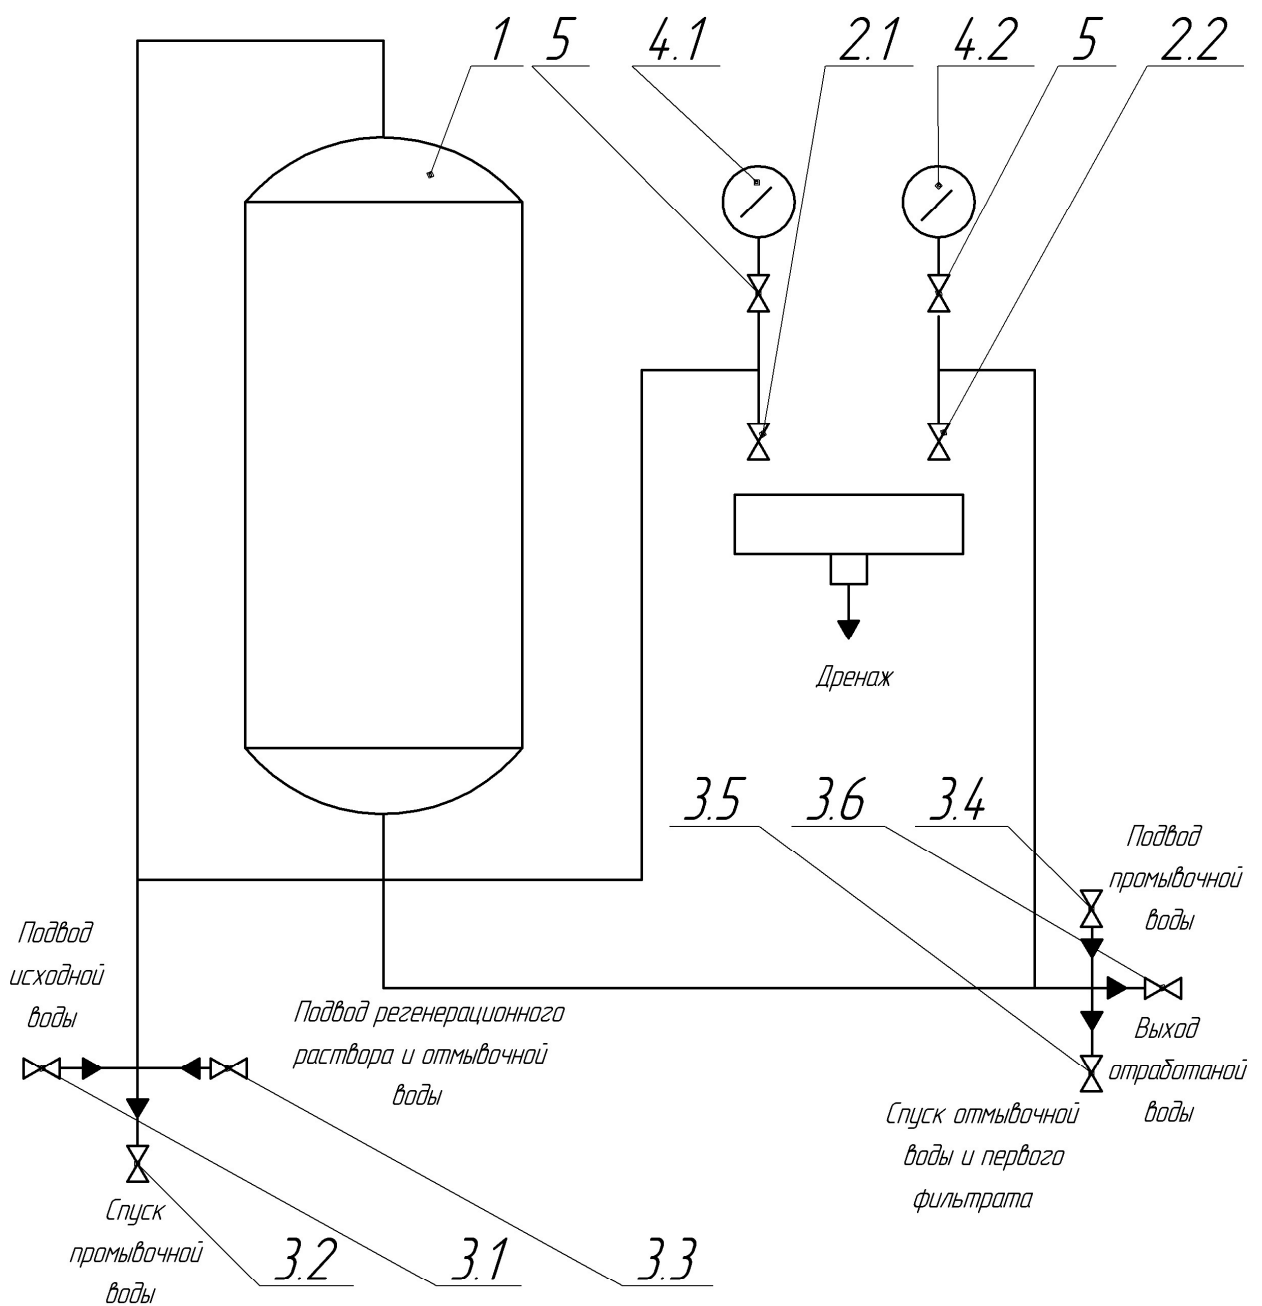 1
5
4.1
2.1
4.2
5
2.2
Дренаж
3.5
3.6
3.4
Подвод
промывочной
воды
Подвод
исходной
воды
Подвод регенерационного
раствора и отмывочной
воды
Выход
отработаной
воды
Спуск отмывочной
воды и первого
фильтрата
Спуск
промывочной
воды
3.2
3.1
3.3